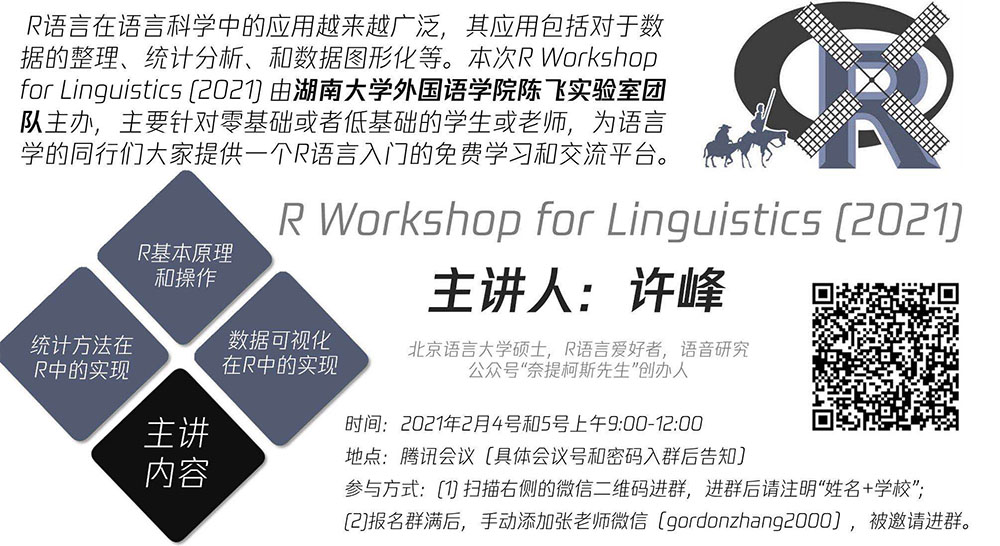 R语言在语言科学中的应用越来越广泛，其应用包括对于数
据的整理、统计分析、和数据图形化等。本次R Workshop
for Linguistics (2021) 由湖南大学外国语学院陈飞实验室团
队主办，主要针对零基础或者低基础的学生或老师，为语言
学的同行们大家提供一个R语言入门的免费学习和交流平台。
R
R Workshop for Linguistics (2021)
R基本原理
和操作
统计方法在
R中的实现
数据可视化
在R中的实现
主讲
内容
主讲人：许峰
北京语言大学硕士，R语言爱好者，语音研究
公众号“奈提柯斯先生”创办人
时间：2021年2月4号和5号上午9:00-12:00
地点：腾讯会议（具体会议号和密码入群后告知）
参与方式：(1) 扫描右侧的微信二维码进群，进群后请注明“姓名+学校”;
(2)报名群满后，手动添加张老师微信（gordonzhang2000），被邀请进群。